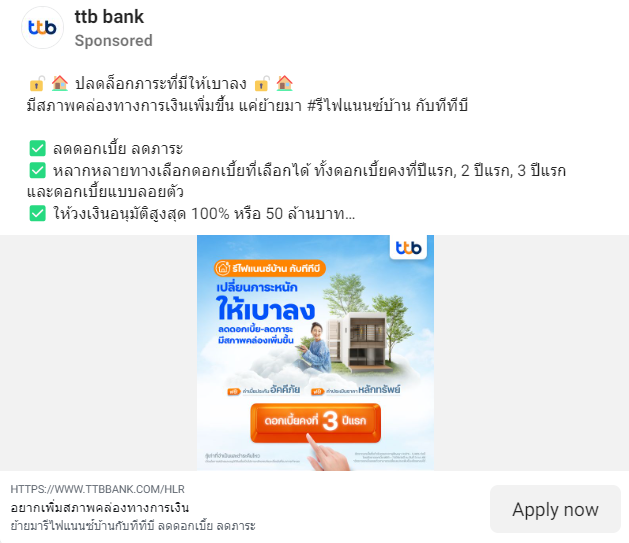 ttb bank
Sponsored
ปลดล็อกภาระที่มีให้เบาลง
มีสภาพคล่องทางการเงินเพิ่มขึ้น แค่ย้ายมา #รีไฟแนนซ์บ้าน กับทีทีบี
ลดดอกเบี้ย ลดภาระ
หลากหลายทางเลือกดอกเบี้ยที่เลือกได้ ทั้งดอกเบี้ยคงที่ปีแรก, 2 ปีแรก, 3 ปีแรก
และดอกเบี้ยแบบลอยตัว
ให้วงเงินอนุมัติสูงสุด 100% หรือ 50 ล้านบาท...
ttb
รีไฟแนนซ์บ้าน กับทีทีบี
เปลี่ยนภาระหนัก
ให้เบาลง
ลดดอกเบี้ย-ลดภาระ
มีสภาพคล่องเพิ่มขึ้น
ฟรี ค่าเบี้ยประกัน อัคคีภัย
ฟรี ค่าประเมินราคา หลักทรัพย์
ดอกเบี้ยคงที่ 3 ปีแรก
HTTPS://WWW.TTBBANK.COM/HLR
อยากเพิ่มสภาพคล่องทางการเงิน
ย้ายมารีไฟแนนซ์บ้านกับทีทีบี ลดดอกเบี้ย ลดภาระ
Apply now